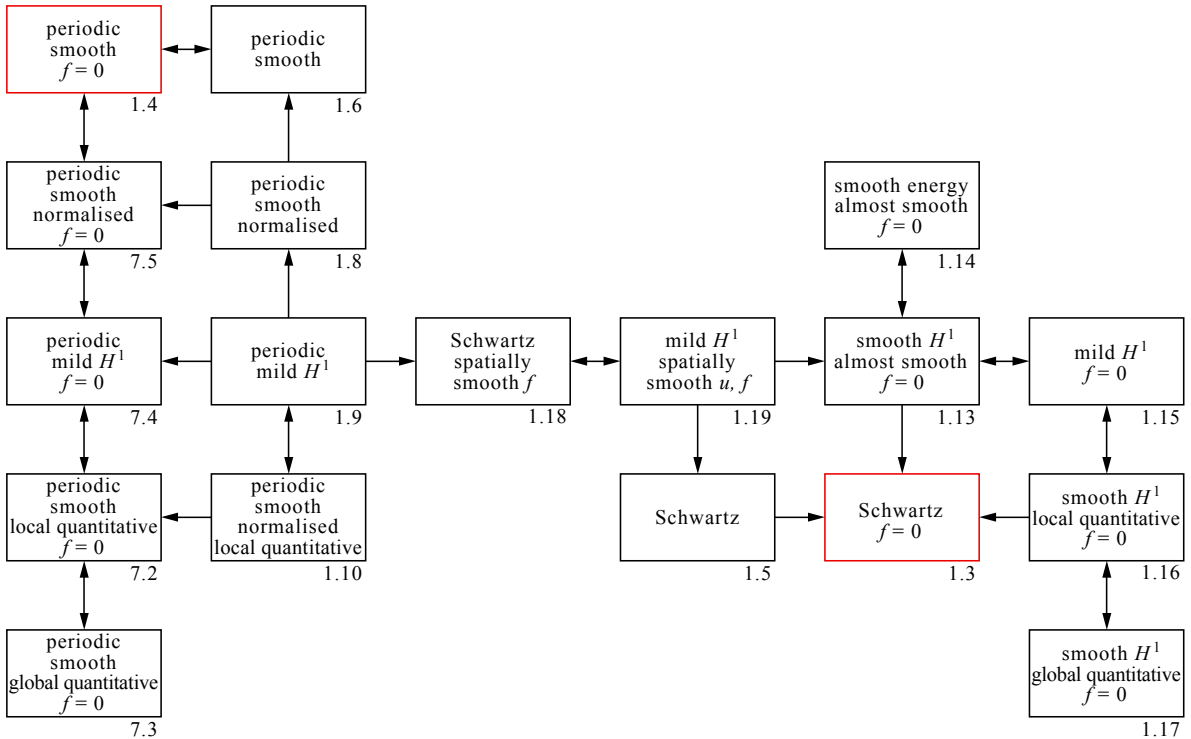 periodic
smooth
f = 0
1.4
periodic
smooth
1.6
periodic
smooth
normalised
f = 0
7.5
periodic
smooth
normalised
1.8
smooth energy
almost smooth
f = 0
1.14
periodic
mild H¹
f = 0
7.4
periodic
mild H¹
1.9
Schwartz
spatially
smooth f
1.18
mild H¹
spatially
smooth u, f
1.19
smooth H¹
almost smooth
f = 0
1.13
mild H¹
f = 0
1.15
periodic
smooth
local quantitative
f = 0
7.2
periodic
smooth
normalised
local quantitative
1.10
Schwartz
1.5
Schwartz
f = 0
1.3
smooth H¹
local quantitative
f = 0
1.16
periodic
smooth
global quantitative
f = 0
7.3
smooth H¹
global quantitative
f = 0
1.17